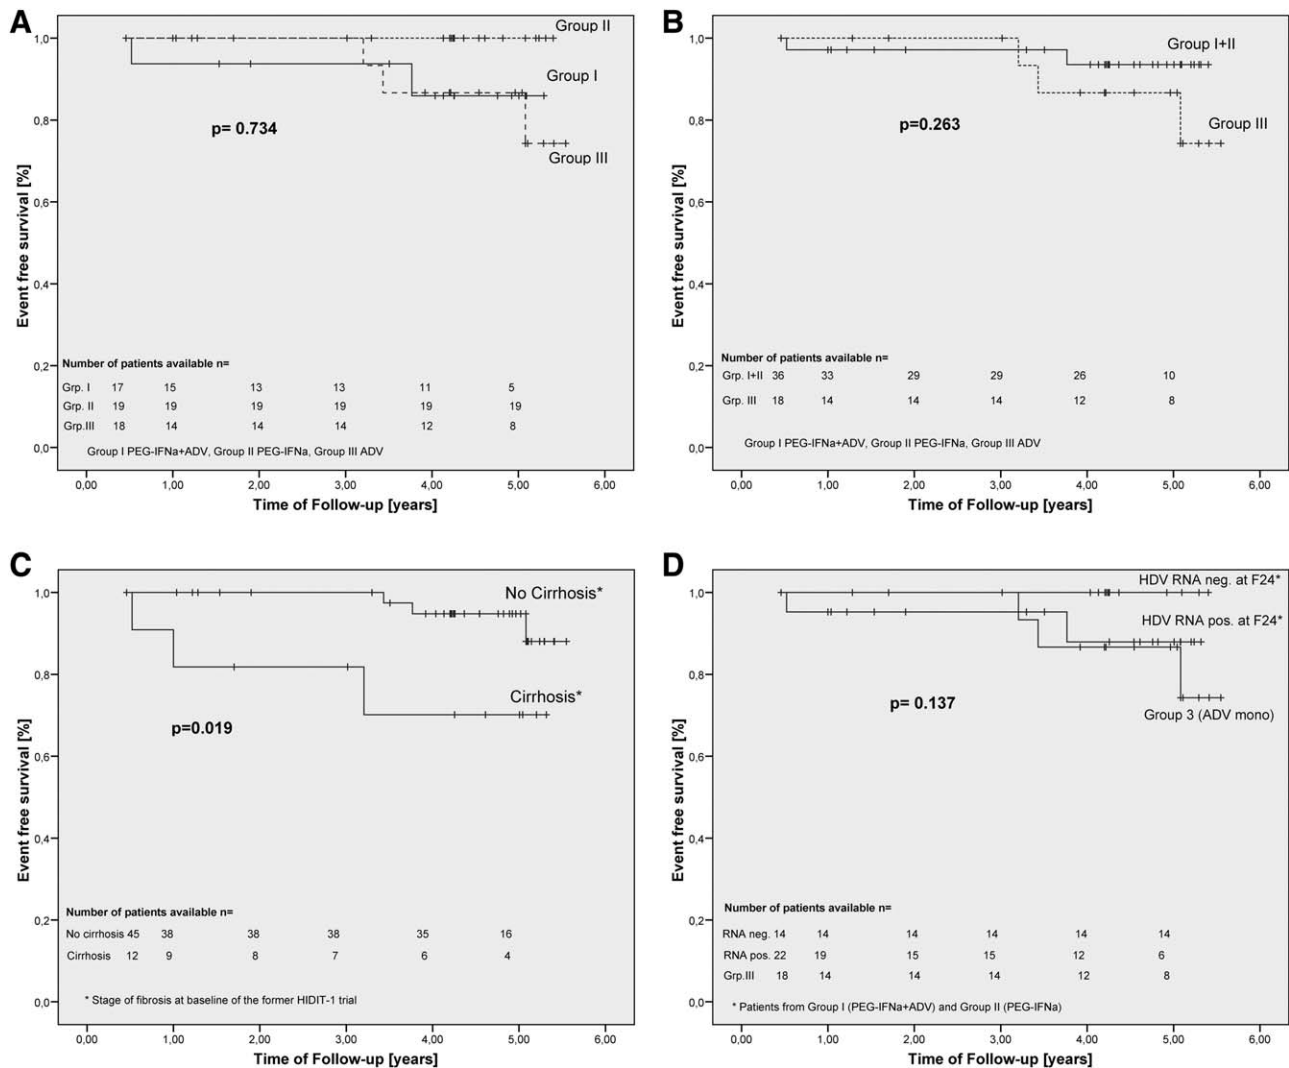 A
Group II
Group I
Group III
p= 0.734
Event free survival [%]
1,0
0,8
0,6
0,4
0,2
0,0
Number of patients available n=
Grp. I 17 15 13 13 11 5
Grp. II 19 19 19 19 19 19
Grp.III 18 14 14 14 12 8
Group I PEG-IFNa+ADV, Group II PEG-IFNa, Group III ADV
0,00 1,00 2,00 3,00 4,00 5,00 6,00
Time of Follow-up [years]
B
Group I+II
Group III
p=0.263
Event free survival [%]
1,0
0,8
0,6
0,4
0,2
0,0
Number of patients available n=
Grp. I+II 36 33 29 29 26 10
Grp. III 18 14 14 14 12 8
Group I PEG-IFNa+ADV, Group II PEG-IFNa, Group III ADV
0,00 1,00 2,00 3,00 4,00 5,00 6,00
Time of Follow-up [years]
C
No Cirrhosis*
Cirrhosis*
p=0.019
Event free survival [%]
1,0
0,8
0,6
0,4
0,2
0,0
Number of patients available n=
No cirrhosis 45 38 38 38 35 16
Cirrhosis 12 9 8 7 6 4
* Stage of fibrosis at baseline of the former HIDIT-1 trial
0,00 1,00 2,00 3,00 4,00 5,00 6,00
Time of Follow-up [years]
D
HDV RNA neg. at F24*
HDV RNA pos. at F24*
p= 0.137
Group 3 (ADV mono)
Event free survival [%]
1,0
0,8
0,6
0,4
0,2
0,0
Number of patients available n=
RNA neg. 14 14 14 14 14 14
RNA pos. 22 19 15 15 12 6
Grp.III 18 14 14 14 12 8
* Patients from Group I (PEG-IFNa+ADV) and Group II (PEG-IFNa)
0,00 1,00 2,00 3,00 4,00 5,00 6,00
Time of Follow-up [years]